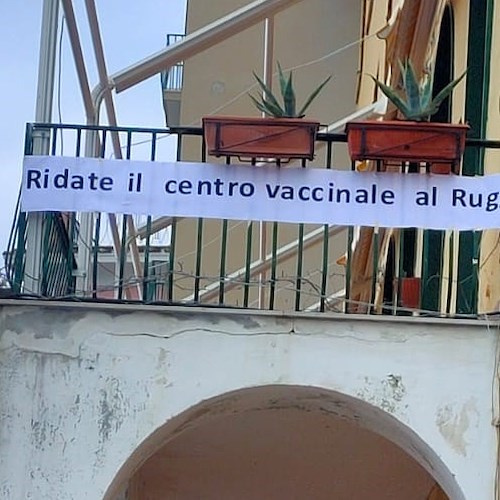 Ridate il centro vaccinale al Rug